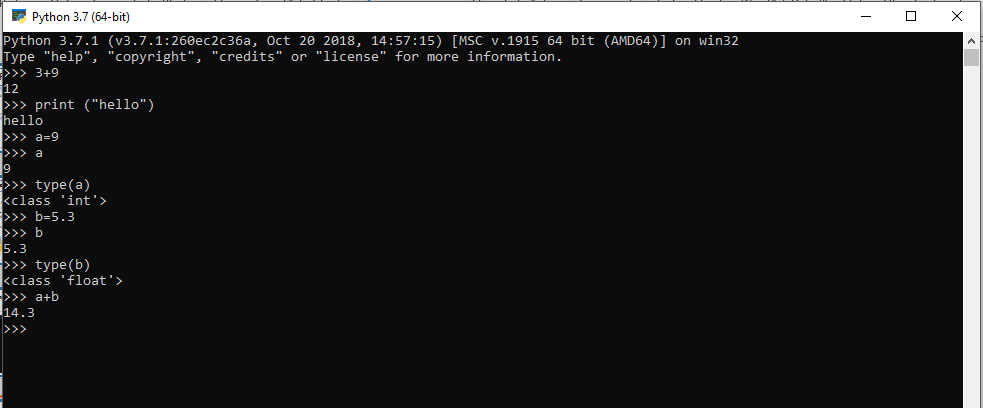 Python 3.7 (64-bit)
Python 3.7.1 (v3.7.1:260ec2c36a, Oct 20 2018, 14:57:15) [MSC v.1915 64 bit (AMD64)] on win32
Type "help", "copyright", "credits" or "license" for more information.
>>> 3+9
12
>>> print ("hello")
hello
>>> a=9
>>> a
9
>>> type(a)
<class 'int'>
>>> b=5.3
>>> b
5.3
>>> type(b)
<class 'float'>
>>> a+b
14.3
>>>